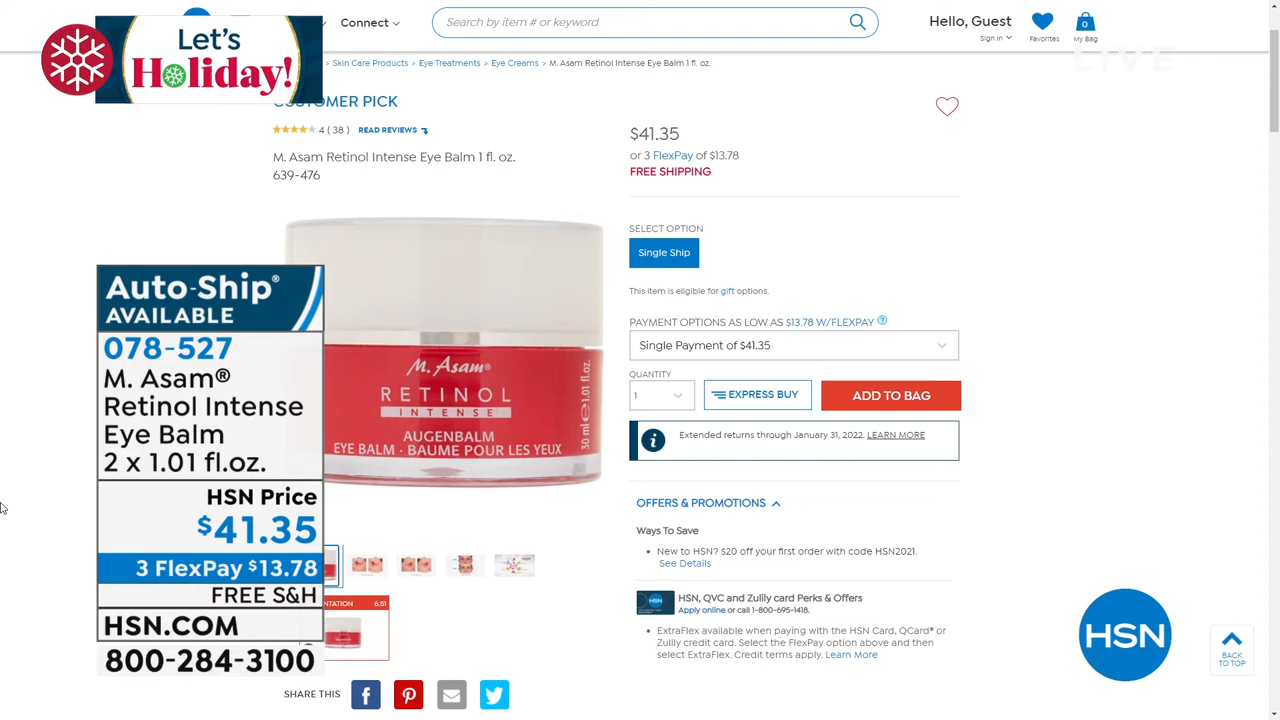 Connect
Search by item # or keyword
Hello, Guest
Sign In
Favorites
0
My Bag
LIVE
Let's
Holiday!
Skin Care Products > Eye Treatments > Eye Creams > M. Asam Retinol Intense Eye Balm 1 fl. oz.
CUSTOMER PICK
4 ( 38 ) READ REVIEWS
M. Asam Retinol Intense Eye Balm 1 fl. oz.
639-476
$41.35
or 3 FlexPay of $13.78
FREE SHIPPING
SELECT OPTION
Single Ship
This item is eligible for gift options.
PAYMENT OPTIONS AS LOW AS $13.78 W/FLEXPAY ?
Single Payment of $41.35
QUANTITY
1
EXPRESS BUY
ADD TO BAG
Extended returns through January 31, 2022. LEARN MORE
OFFERS & PROMOTIONS
Ways To Save
• New to HSN? $20 off your first order with code HSN2021.
See Details
HSN, QVC and Zulily card Perks & Offers
Apply online or call 1-800-695-1418.
• ExtraFlex available when paying with the HSN Card, QCard® or
Zulily credit card. Select the FlexPay option above and then
select ExtraFlex. Credit terms apply. Learn More
M. Asam®
RETINOL
INTENSE
AUGENBALM
EYE BALM · BAUME POUR LES YEUX
30 ml e 1.01 fl.oz.
Auto-Ship®
AVAILABLE
078-527
M. Asam®
Retinol Intense
Eye Balm
2 x 1.01 fl.oz.
HSN Price
$41.35
3 FlexPay $13.78
FREE S&H
HSN.COM
800-284-3100
NTATION 6:51
SHARE THIS
HSN
BACK
TO TOP